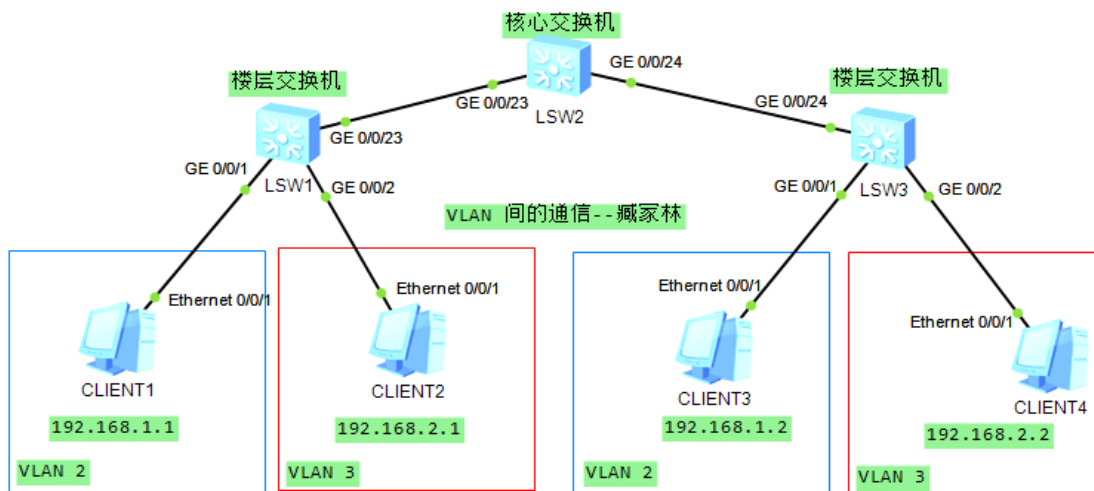 核心交换机
GE 0/0/24
楼层交换机
GE 0/0/23
LSW2
GE 0/0/24
楼层交换机
GE 0/0/23
GE 0/0/1
LSW1
GE 0/0/2
GE 0/0/1
LSW3
GE 0/0/2
VLAN 间的通信--臧冢林
Ethernet 0/0/1
Ethernet 0/0/1
Ethernet 0/0/1
Ethernet 0/0/1
CLIENT1
CLIENT2
CLIENT3
CLIENT4
192.168.1.1
192.168.2.1
192.168.1.2
192.168.2.2
VLAN 2
VLAN 3
VLAN 2
VLAN 3